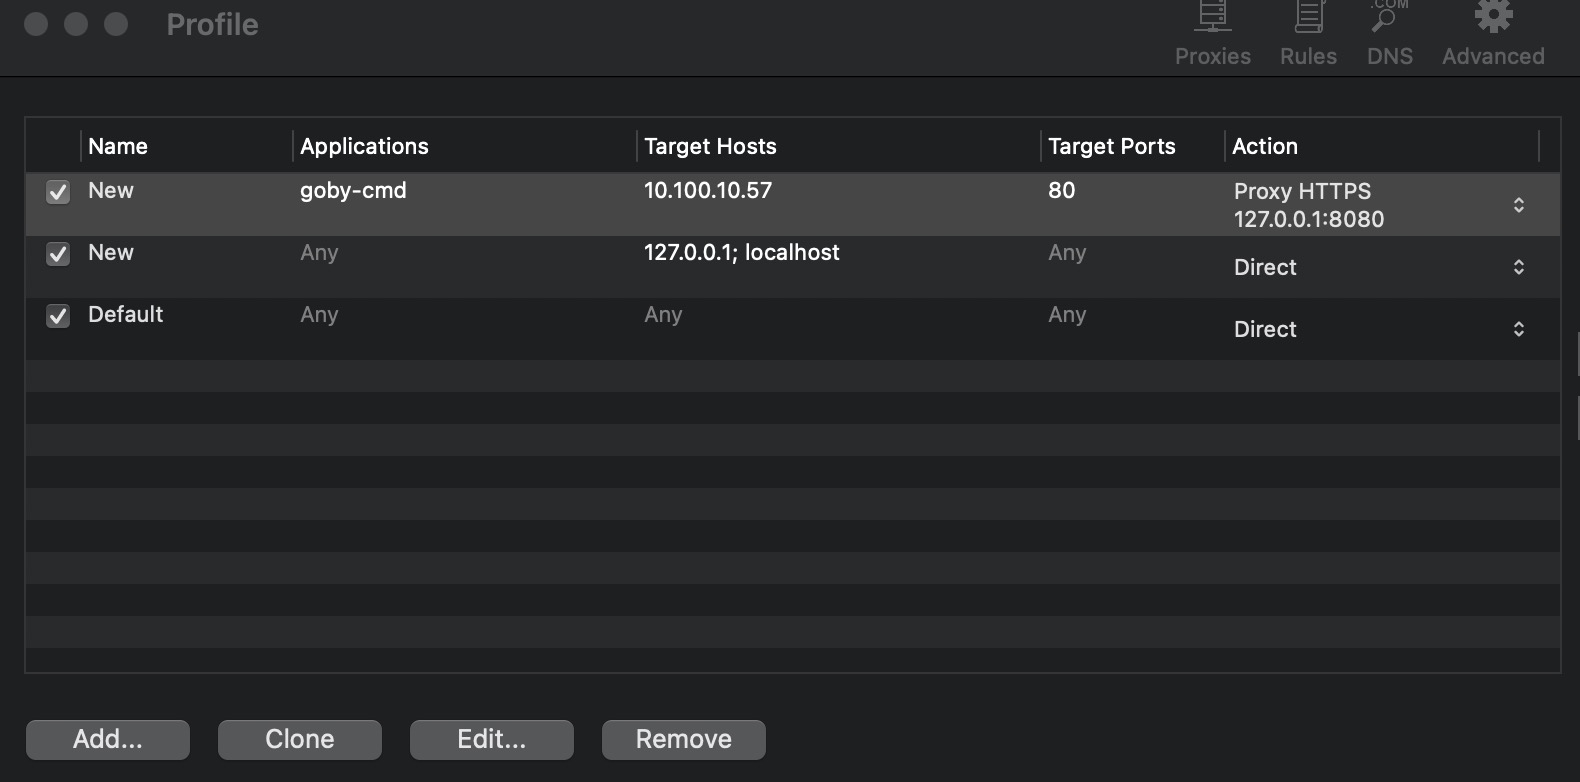 Profile
.COM
Proxies Rules DNS Advanced
Name Applications Target Hosts Target Ports Action
New goby-cmd 10.100.10.57 80 Proxy HTTPS
127.0.0.1:8080
New Any 127.0.0.1; localhost Any Direct
Default Any Any Any Direct
Add... Clone Edit... Remove